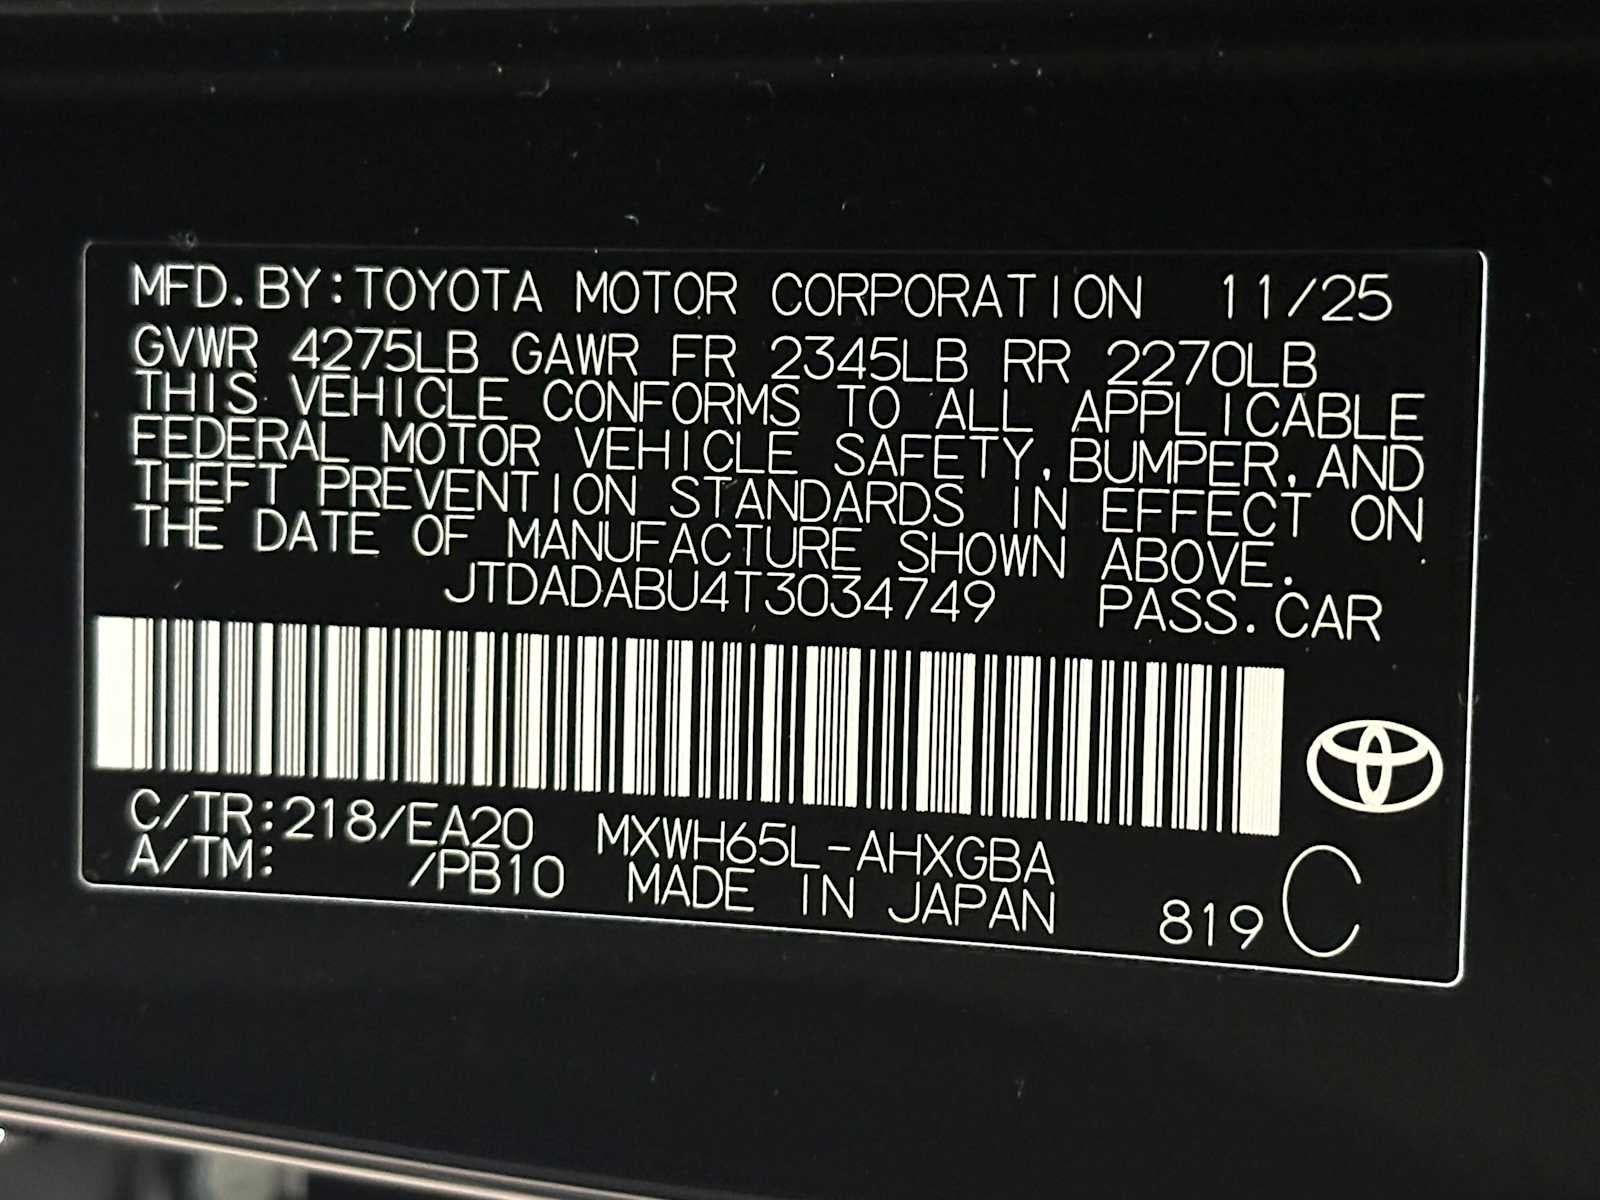 MFD.BY:TOYOTA MOTOR CORPORATION 11/25
GVWR 4275LB GAWR FR 2345LB RR 2270LB
THIS VEHICLE CONFORMS TO ALL APPLICABLE
FEDERAL MOTOR VEHICLE SAFETY,BUMPER,AND
THEFT PREVENTION STANDARDS IN EFFECT ON
THE DATE OF MANUFACTURE SHOWN ABOVE.
JTDADABU4T3034749 PASS.CAR
C/TR:218/EA20 MXWH65L-AHXGBA
A/TM: /PB10 MADE IN JAPAN 819 C